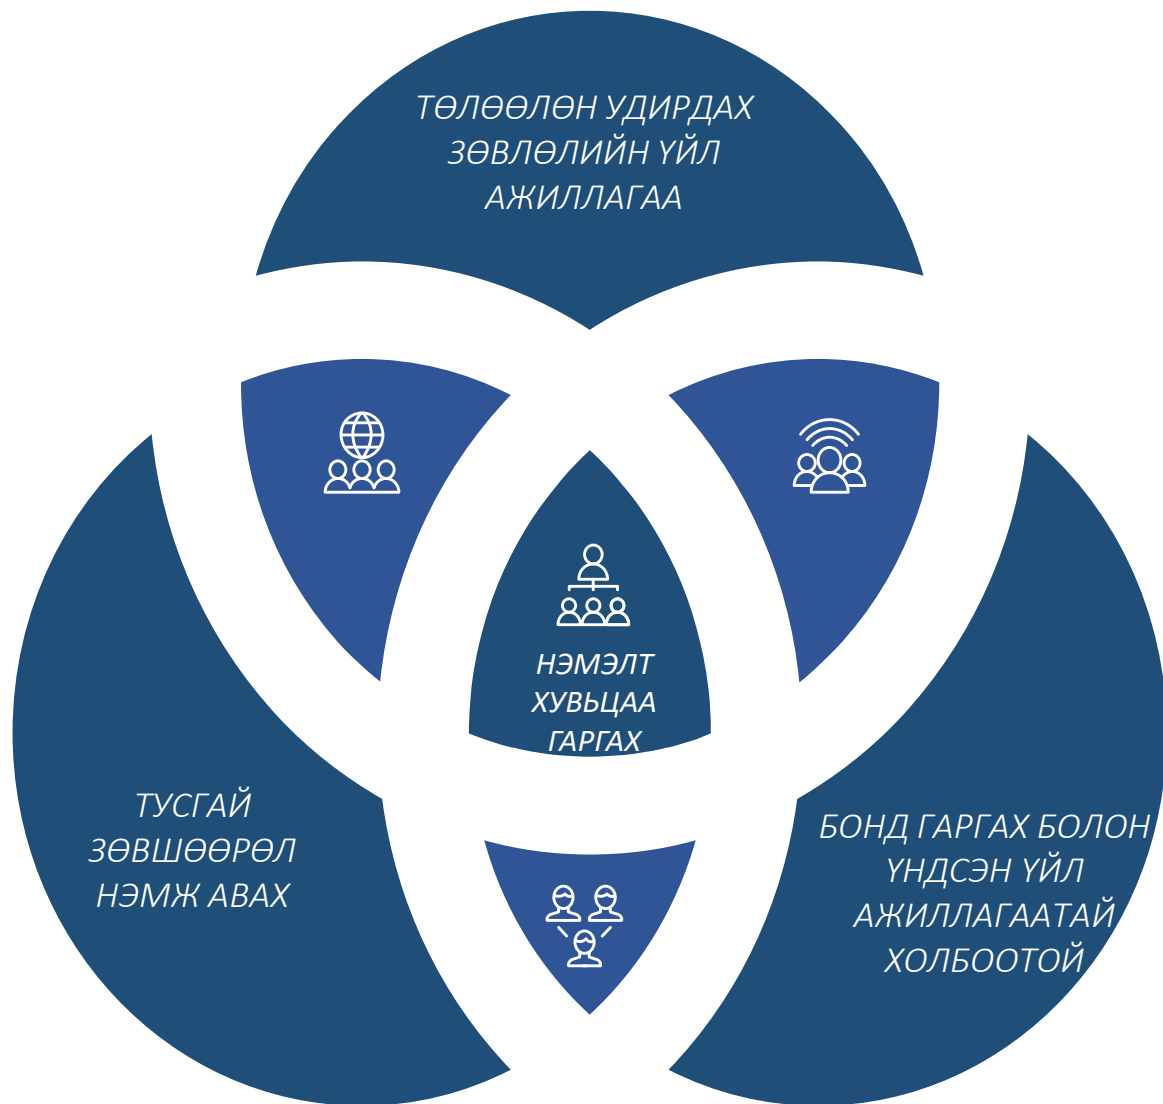 ТӨЛӨӨЛӨН УДИРДАХ
ЗӨВЛӨЛИЙН ҮЙЛ
АЖИЛЛАГАА
НЭМЭЛТ
ХУВЬЦАА
ГАРГАХ
ТУСГАЙ
ЗӨВШӨӨРӨЛ
НЭМЖ АВАХ
БОНД ГАРГАХ БОЛОН
ҮНДСЭН ҮЙЛ
АЖИЛЛАГААТАЙ
ХОЛБООТОЙ